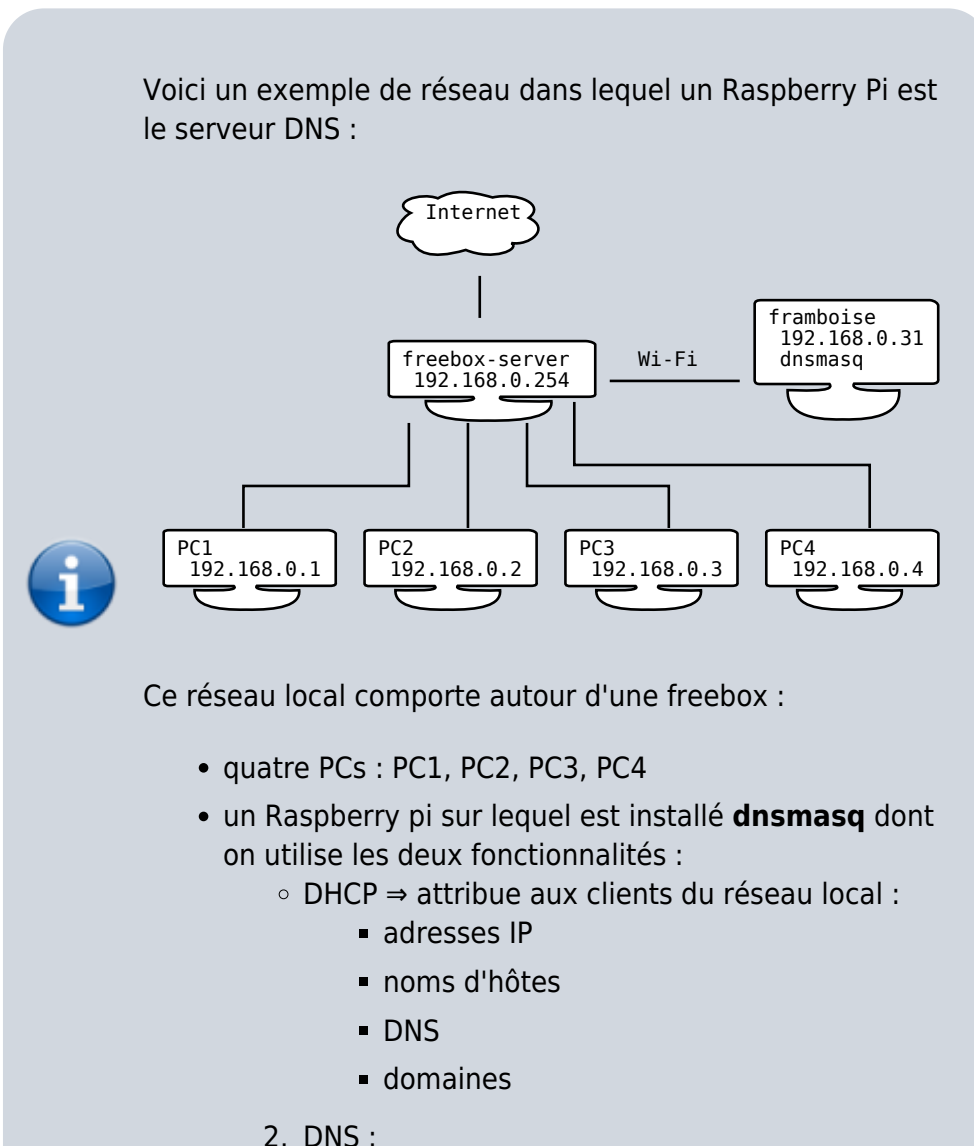 Voici un exemple de réseau dans lequel un Raspberry Pi est
le serveur DNS :
Internet
framboise
192.168.0.31
dnsmasq
freebox-server
192.168.0.254
Wi-Fi
PC1
192.168.0.1
PC2
192.168.0.2
PC3
192.168.0.3
PC4
192.168.0.4
Ce réseau local comporte autour d'une freebox :
• quatre PCs : PC1, PC2, PC3, PC4
• un Raspberry pi sur lequel est installé dnsmasq dont
on utilise les deux fonctionnalités :
◦ DHCP ⇒ attribue aux clients du réseau local :
▪ adresses IP
▪ noms d'hôtes
▪ DNS
▪ domaines
2. DNS :